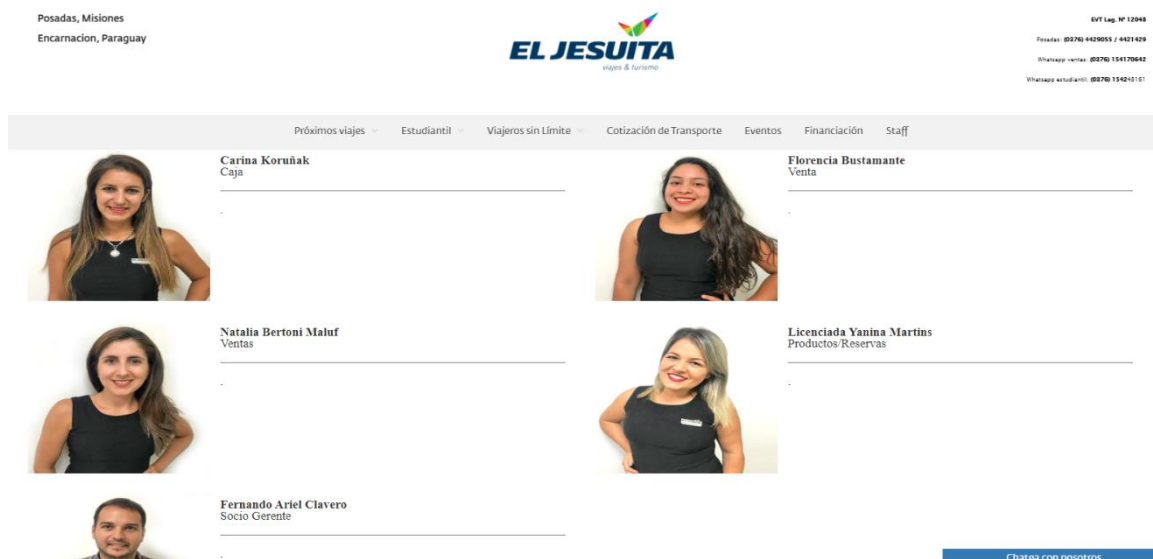 Posadas, Misiones
Encarnacion, Paraguay
EL JESUITA
viajes & turismo
EVT Leg. Nº 12048
Posadas: (0376) 4429055 / 4421429
Whatsapp ventas: (0376) 154170642
Whatsapp estudiantil: (0376) 154248161
Próximos viajes
Estudiantil
Viajeros sin Límite
Cotización de Transporte
Eventos
Financiación
Staff
Carina Koruñak
Caja
.
Florencia Bustamante
Venta
.
Natalia Bertoni Maluf
Ventas
.
Licenciada Yanina Martins
Productos/Reservas
.
Fernando Ariel Clavero
Socio Gerente
.
Chatea con nosotros